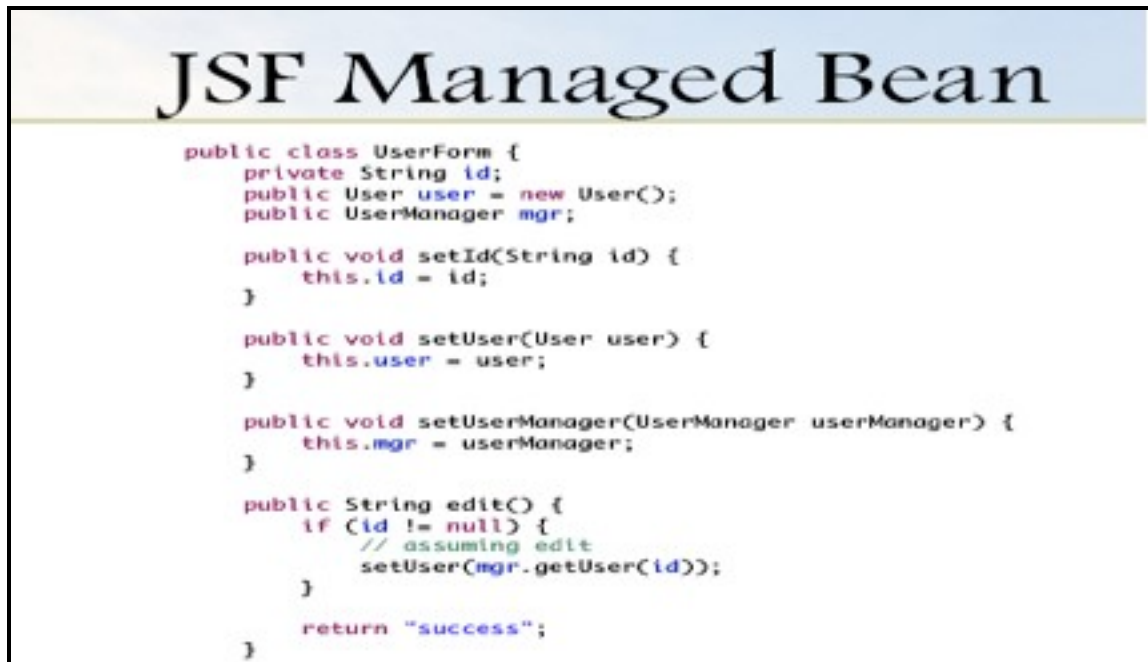 JSF Managed Bean
public class UserForm {
private String id;
public User user = new User();
public UserManager mgr;
public void setId(String id) {
this.id = id;
}
public void setUser(User user) {
this.user = user;
}
public void setUserManager(UserManager userManager) {
this.mgr = userManager;
}
public String edit() {
if (id != null) {
// assuming edit
setUser(mgr.getUser(id));
}
return "success";
}